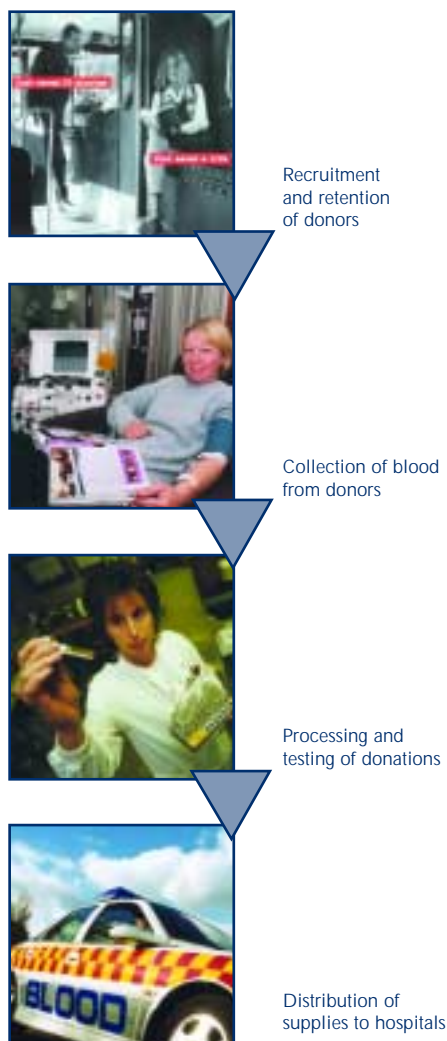 Recruitment
and retention
of donors
Collection of blood
from donors
Processing and
testing of donations
BLOOD
Distribution of
supplies to hospitals